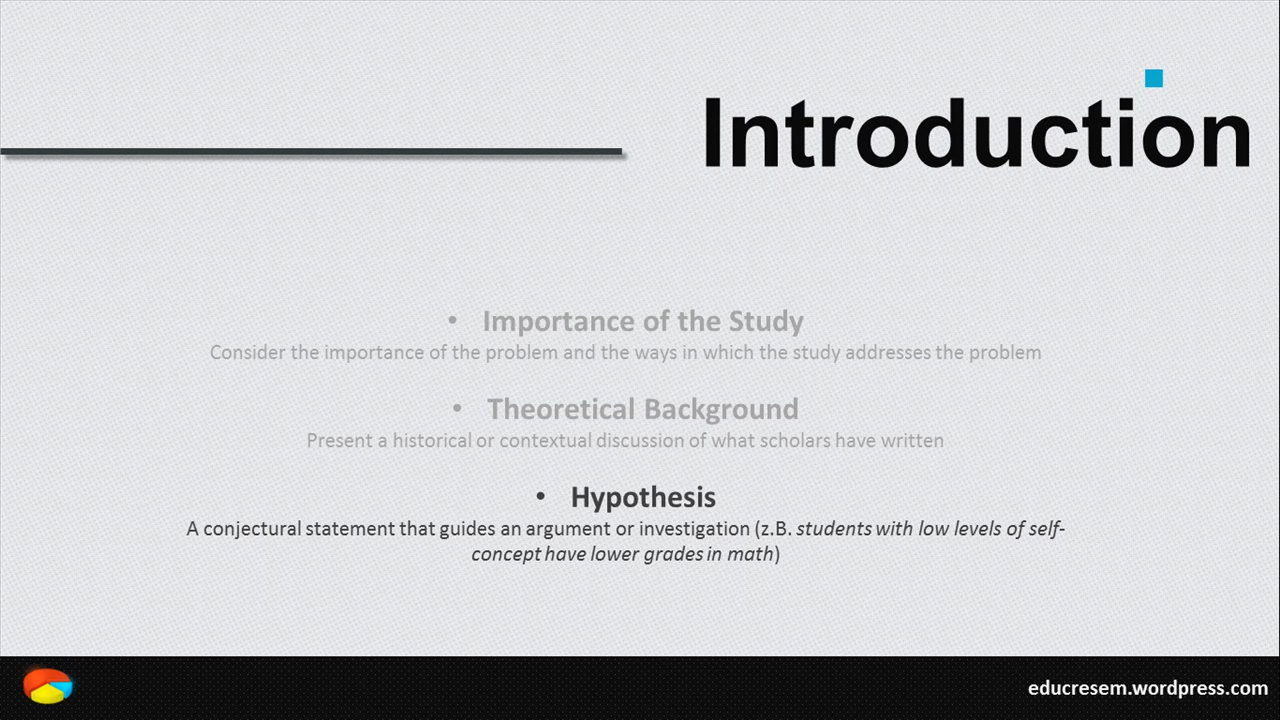 Introduction
• Importance of the Study
Consider the importance of the problem and the ways in which the study addresses the problem
• Theoretical Background
Present a historical or contextual discussion of what scholars have written
• Hypothesis
A conjectural statement that guides an argument or investigation (z.B. students with low levels of self-
concept have lower grades in math)
educresem.wordpress.com